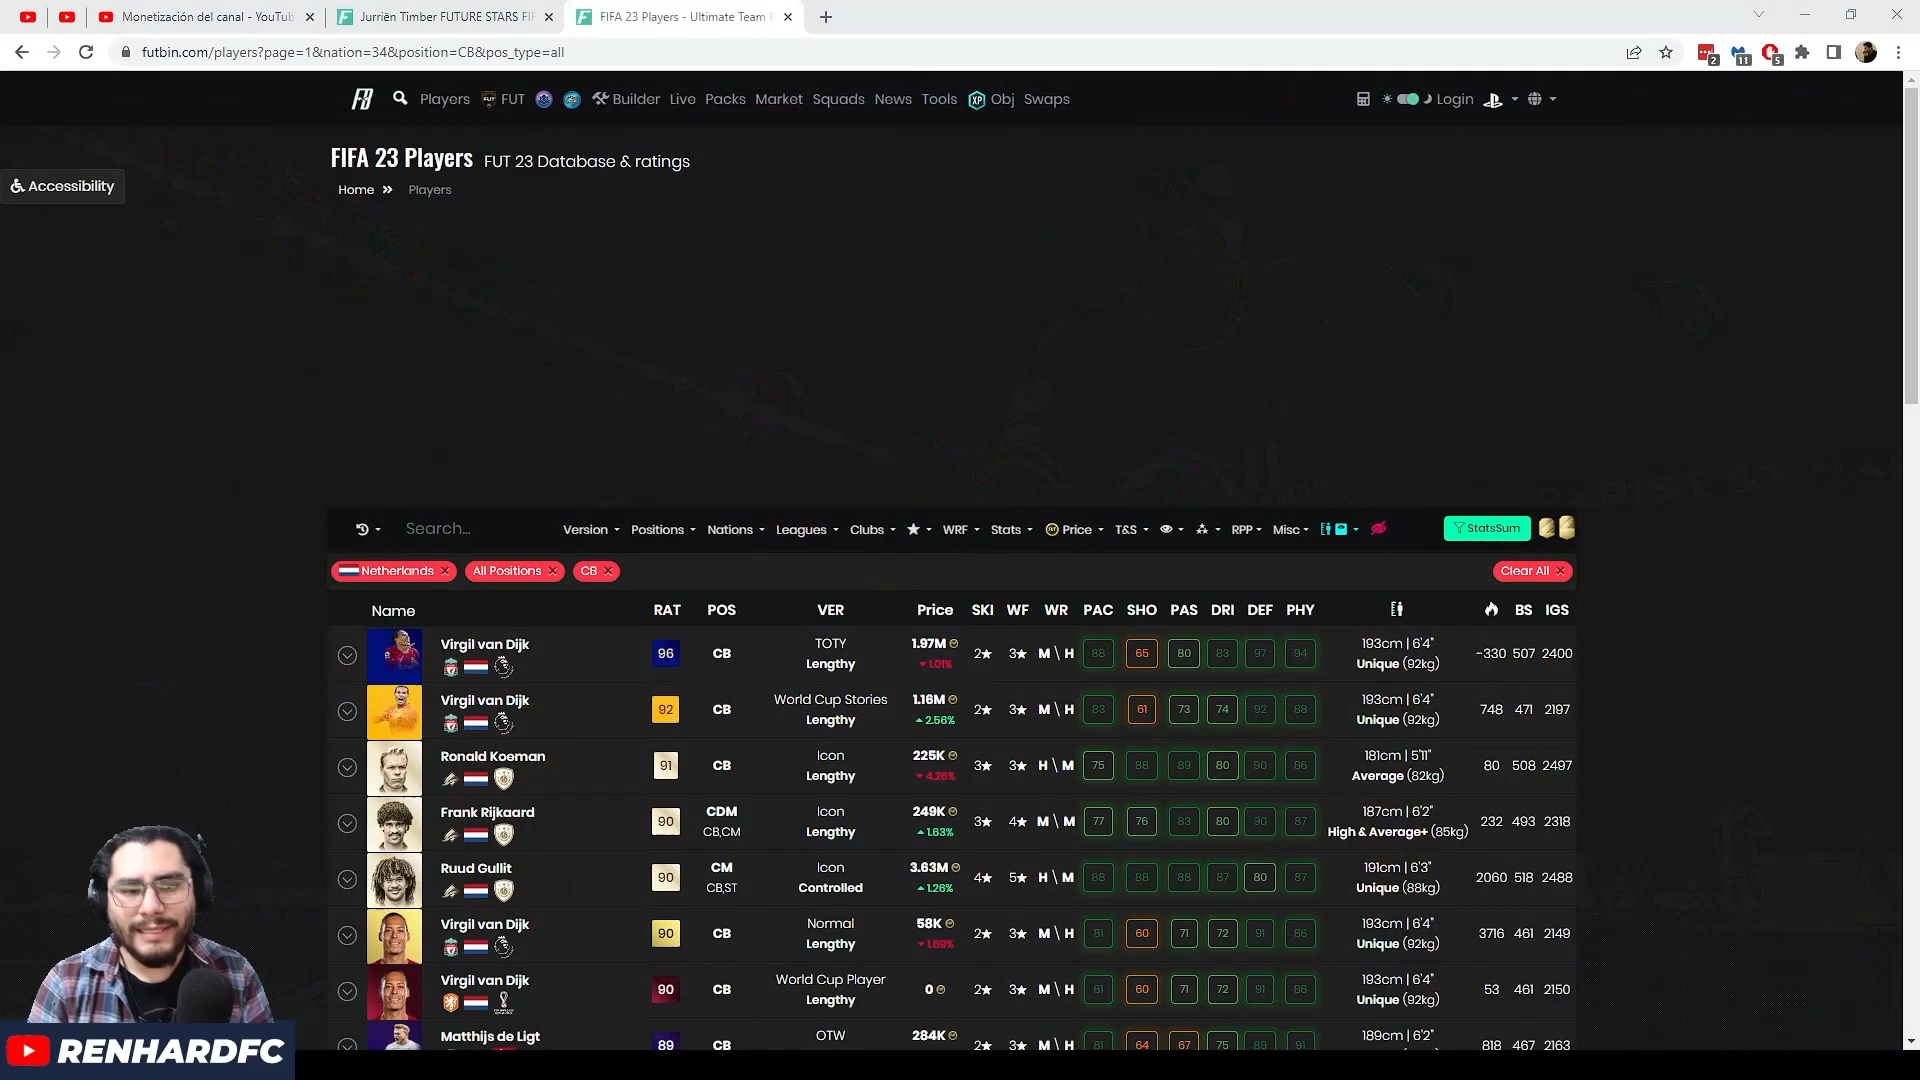 Monetización del canal - YouTub
Jurriën Timber FUTURE STARS FIF
FIFA 23 Players - Ultimate Team P
futbin.com/players?page=1&nation=34&position=CB&pos_type=all
2
11
5
Players FUT Builder Live Packs Market Squads News Tools XP Obj Swaps Login
FIFA 23 Players FUT 23 Database & ratings
Home » Players
Accessibility
Search... Version Positions Nations Leagues Clubs WRF Stats Price T&S RPP Misc StatsSum
Netherlands × All Positions × CB × Clear All ×
Name RAT POS VER Price SKI WF WR PAC SHO PAS DRI DEF PHY BS IGS
Virgil van Dijk 96 CB TOTY 1.97M 2★ 3★ M \ H 88 65 80 83 97 94 193cm | 6'4" -330 507 2400
Lengthy 1.01% Unique (92kg)
Virgil van Dijk 92 CB World Cup Stories 1.16M 2★ 3★ M \ H 83 61 73 74 92 88 193cm | 6'4" 748 471 2197
Lengthy 2.56% Unique (92kg)
Ronald Koeman 91 CB Icon 225K 3★ 3★ H \ M 75 88 89 80 90 86 181cm | 5'11" 80 508 2497
Lengthy 4.26% Average (82kg)
Frank Rijkaard 90 CDM Icon 249K 3★ 4★ M \ M 77 76 83 80 90 87 187cm | 6'2" 232 493 2318
CB,CM Lengthy 1.63% High & Average+ (85kg)
Ruud Gullit 90 CM Icon 3.63M 4★ 5★ H \ M 88 88 88 87 80 87 191cm | 6'3" 2060 518 2488
CB,ST Controlled 1.26% Unique (88kg)
Virgil van Dijk 90 CB Normal 58K 2★ 3★ M \ H 81 60 71 72 91 86 193cm | 6'4" 3716 461 2149
Lengthy 1.69% Unique (92kg)
Virgil van Dijk 90 CB World Cup Player 0 2★ 3★ M \ H 81 60 71 72 91 86 193cm | 6'4" 53 461 2150
Lengthy Unique (92kg)
Matthijs de Ligt 89 CB OTW 284K 2★ 3★ M \ H 81 64 67 75 89 91 189cm | 6'2" 818 467 2163
RENHARDFC